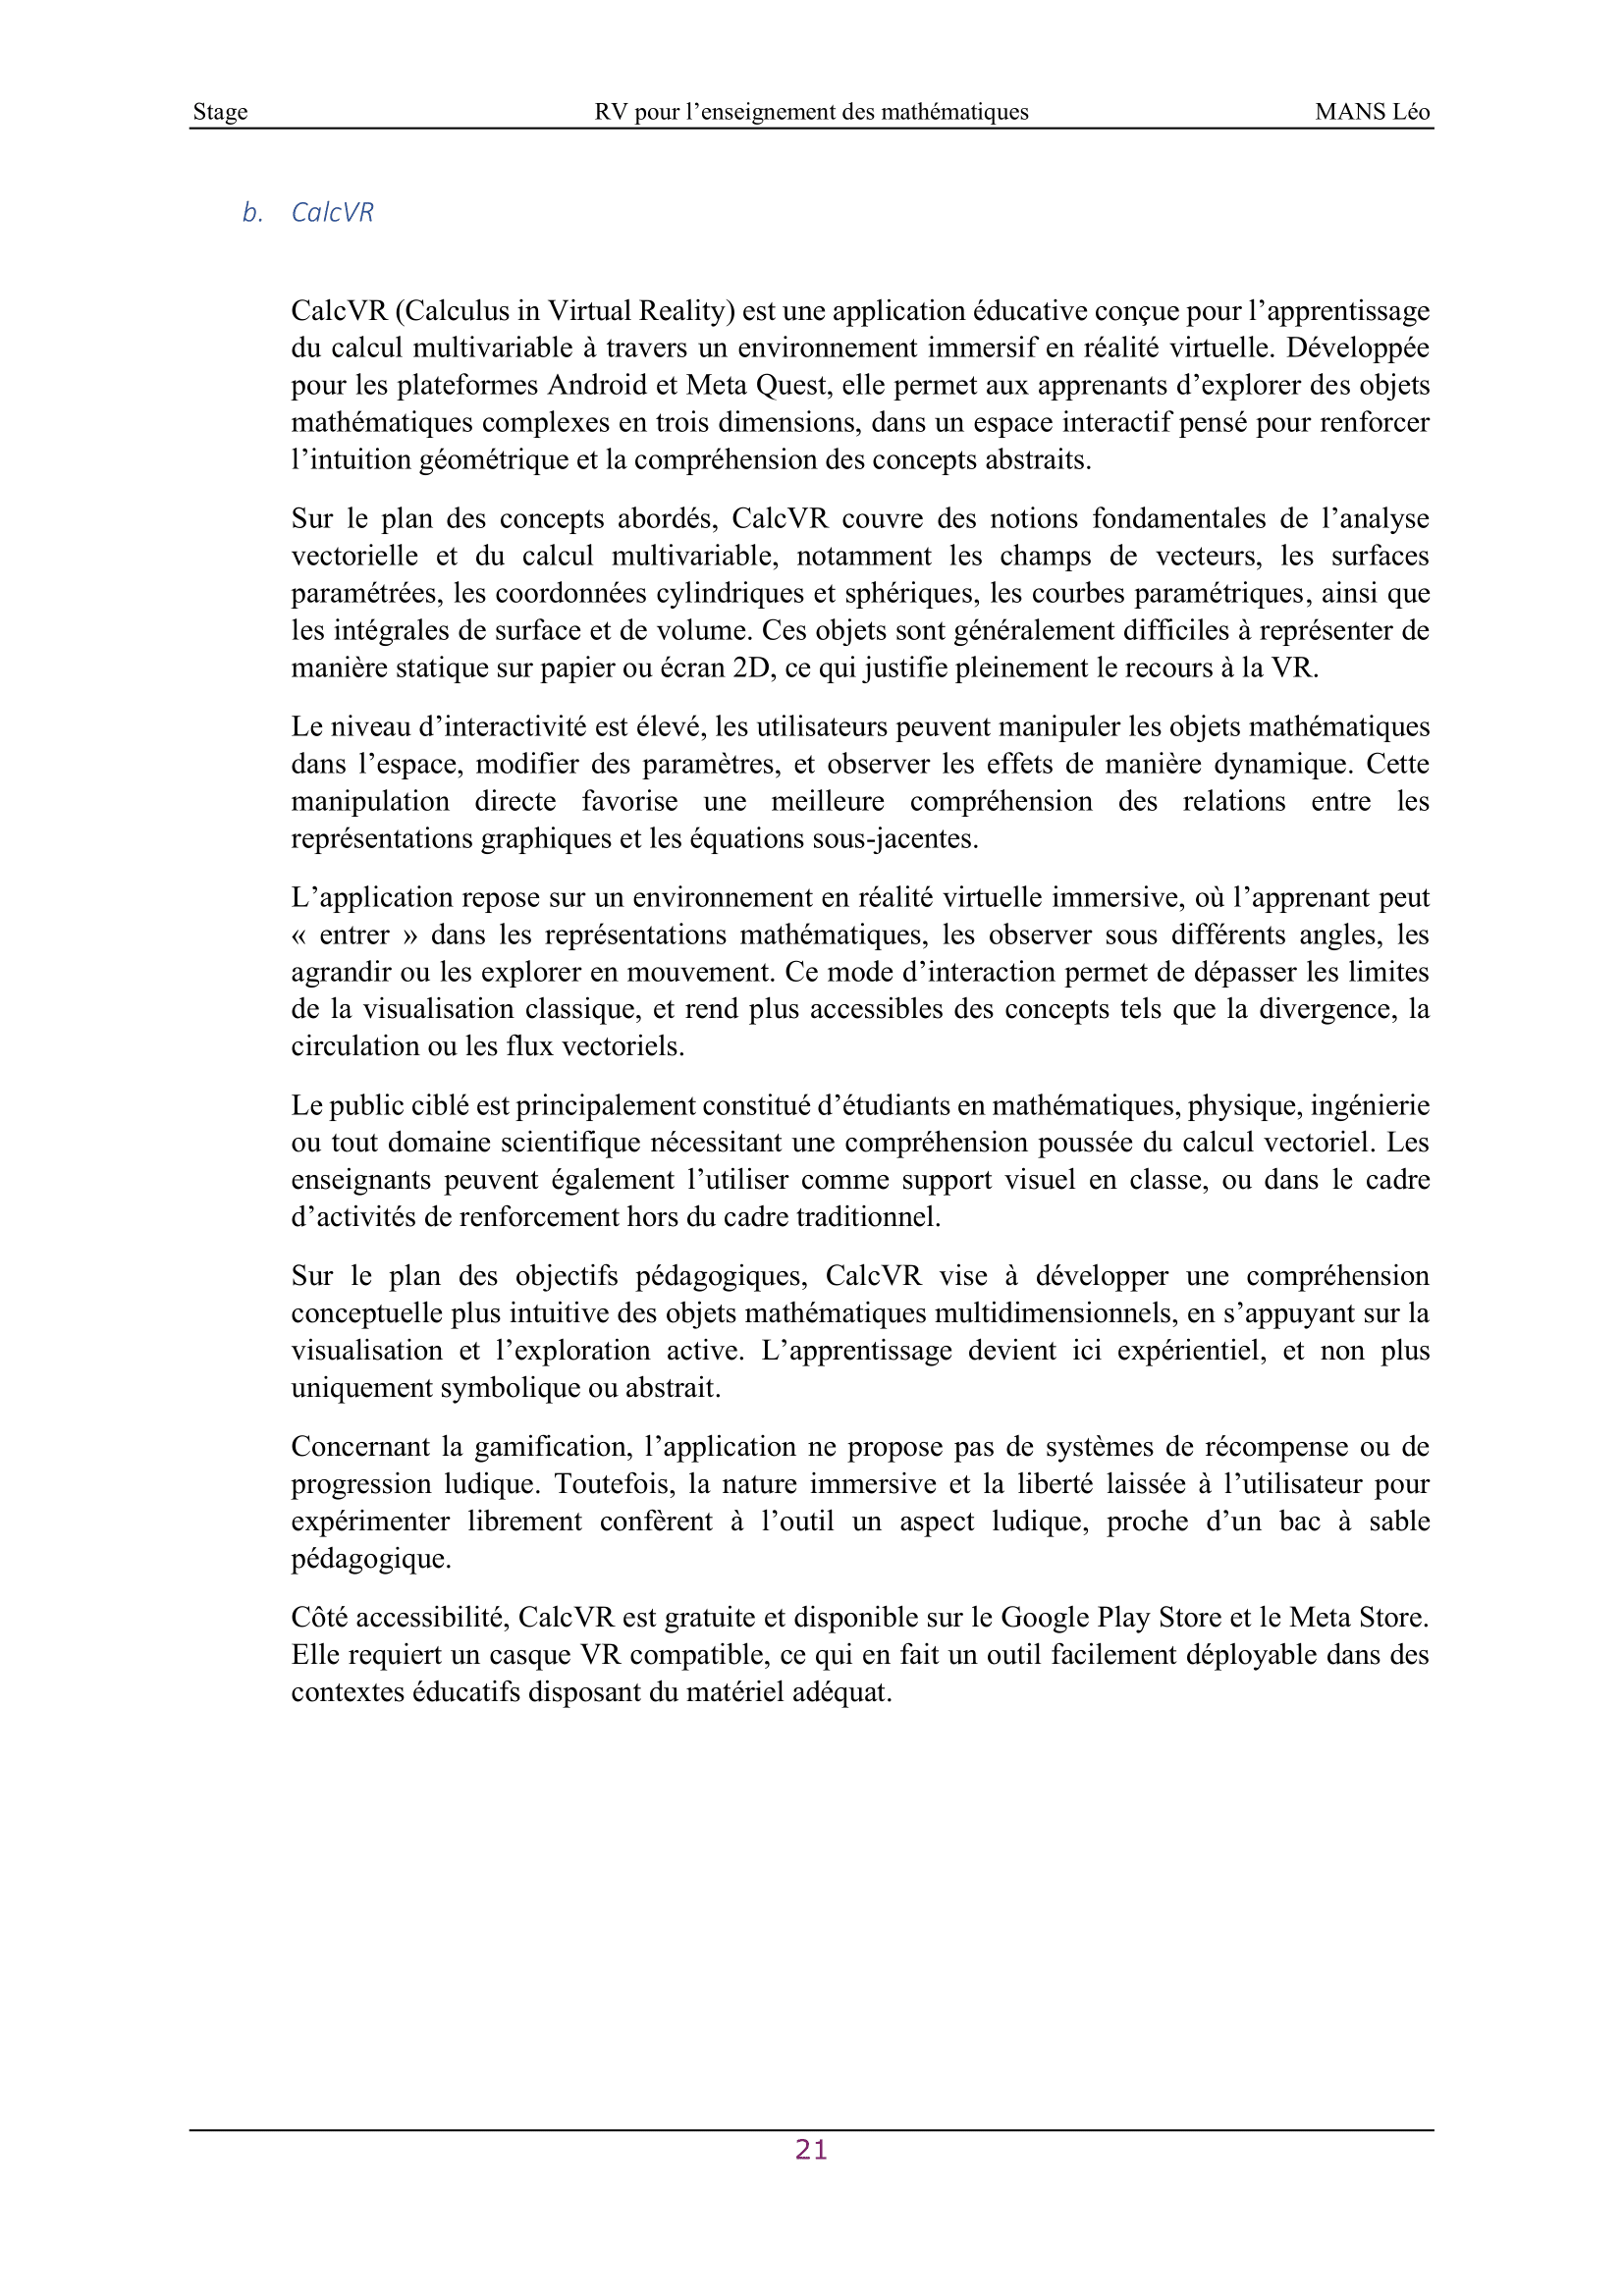 Stage RV pour l’enseignement des mathématiques MANS Léo
b. CalcVR
CalcVR (Calculus in Virtual Reality) est une application éducative conçue pour l’apprentissage
du calcul multivariable à travers un environnement immersif en réalité virtuelle. Développée
pour les plateformes Android et Meta Quest, elle permet aux apprenants d’explorer des objets
mathématiques complexes en trois dimensions, dans un espace interactif pensé pour renforcer
l’intuition géométrique et la compréhension des concepts abstraits.
Sur le plan des concepts abordés, CalcVR couvre des notions fondamentales de l’analyse
vectorielle et du calcul multivariable, notamment les champs de vecteurs, les surfaces
paramétrées, les coordonnées cylindriques et sphériques, les courbes paramétriques, ainsi que
les intégrales de surface et de volume. Ces objets sont généralement difficiles à représenter de
manière statique sur papier ou écran 2D, ce qui justifie pleinement le recours à la VR.
Le niveau d’interactivité est élevé, les utilisateurs peuvent manipuler les objets mathématiques
dans l’espace, modifier des paramètres, et observer les effets de manière dynamique. Cette
manipulation directe favorise une meilleure compréhension des relations entre les
représentations graphiques et les équations sous-jacentes.
L’application repose sur un environnement en réalité virtuelle immersive, où l’apprenant peut
« entrer » dans les représentations mathématiques, les observer sous différents angles, les
agrandir ou les explorer en mouvement. Ce mode d’interaction permet de dépasser les limites
de la visualisation classique, et rend plus accessibles des concepts tels que la divergence, la
circulation ou les flux vectoriels.
Le public ciblé est principalement constitué d’étudiants en mathématiques, physique, ingénierie
ou tout domaine scientifique nécessitant une compréhension poussée du calcul vectoriel. Les
enseignants peuvent également l’utiliser comme support visuel en classe, ou dans le cadre
d’activités de renforcement hors du cadre traditionnel.
Sur le plan des objectifs pédagogiques, CalcVR vise à développer une compréhension
conceptuelle plus intuitive des objets mathématiques multidimensionnels, en s’appuyant sur la
visualisation et l’exploration active. L’apprentissage devient ici expérientiel, et non plus
uniquement symbolique ou abstrait.
Concernant la gamification, l’application ne propose pas de systèmes de récompense ou de
progression ludique. Toutefois, la nature immersive et la liberté laissée à l’utilisateur pour
expérimenter librement confèrent à l’outil un aspect ludique, proche d’un bac à sable
pédagogique.
Côté accessibilité, CalcVR est gratuite et disponible sur le Google Play Store et le Meta Store.
Elle requiert un casque VR compatible, ce qui en fait un outil facilement déployable dans des
contextes éducatifs disposant du matériel adéquat.
21